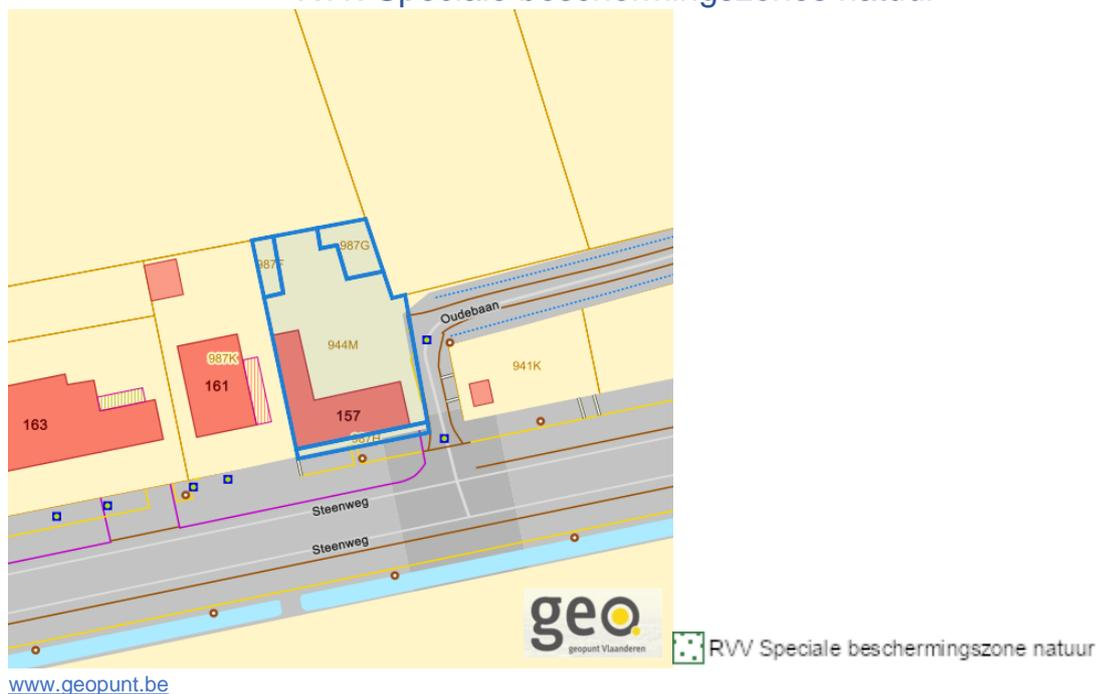 RVV Speciale beschermingszones natuur
987G
987F
Oudebaan
944M
987K
161
941K
157
163
987H
Steenweg
Steenweg
geo
geopunt Vlaanderen
RVV Speciale beschermingszone natuur
www.geopunt.be